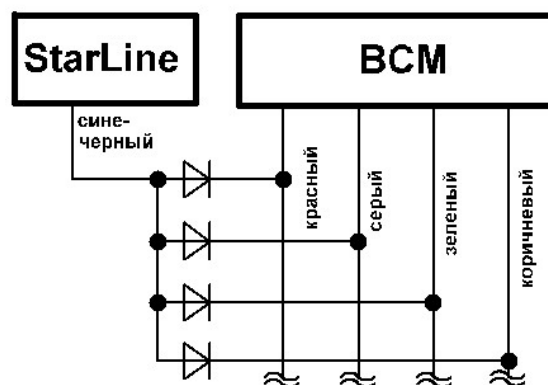 StarLine
BCM
сине-
черный
красный
серый
зеленый
коричневый